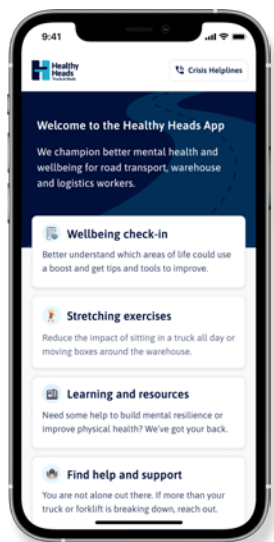 9:41
Healthy
Heads
Truck & Sheds
Crisis Helplines
Welcome to the Healthy Heads App
We champion better mental health and
wellbeing for road transport, warehouse
and logistics workers.
Wellbeing check-in
Better understand which areas of life could use
a boost and get tips and tools to improve.
Stretching exercises
Reduce the impact of sitting in a truck all day or
moving boxes around the warehouse.
Learning and resources
Need some help to build mental resilience or
improve physical health? We've got your back.
Find help and support
You are not alone out there. If more than your
truck or forklift is breaking down, reach out.